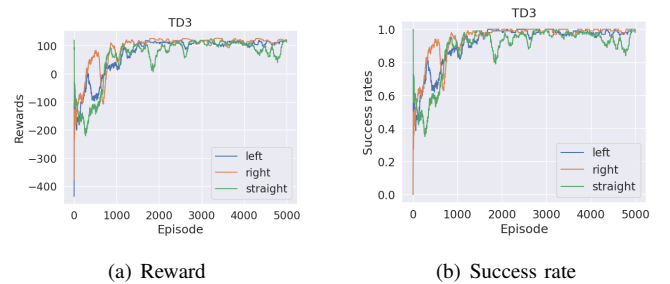 TD3
100
0
−100
−200
−300
−400
Rewards
left
right
straight
0 1000 2000 3000 4000 5000
Episode
(a) Reward
TD3
1.0
0.8
0.6
0.4
0.2
0.0
Success rates
left
right
straight
0 1000 2000 3000 4000 5000
Episode
(b) Success rate